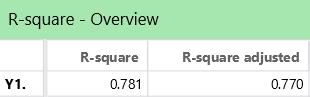 R-square - Overview
R-square R-square adjusted
Y1. 0.781 0.770